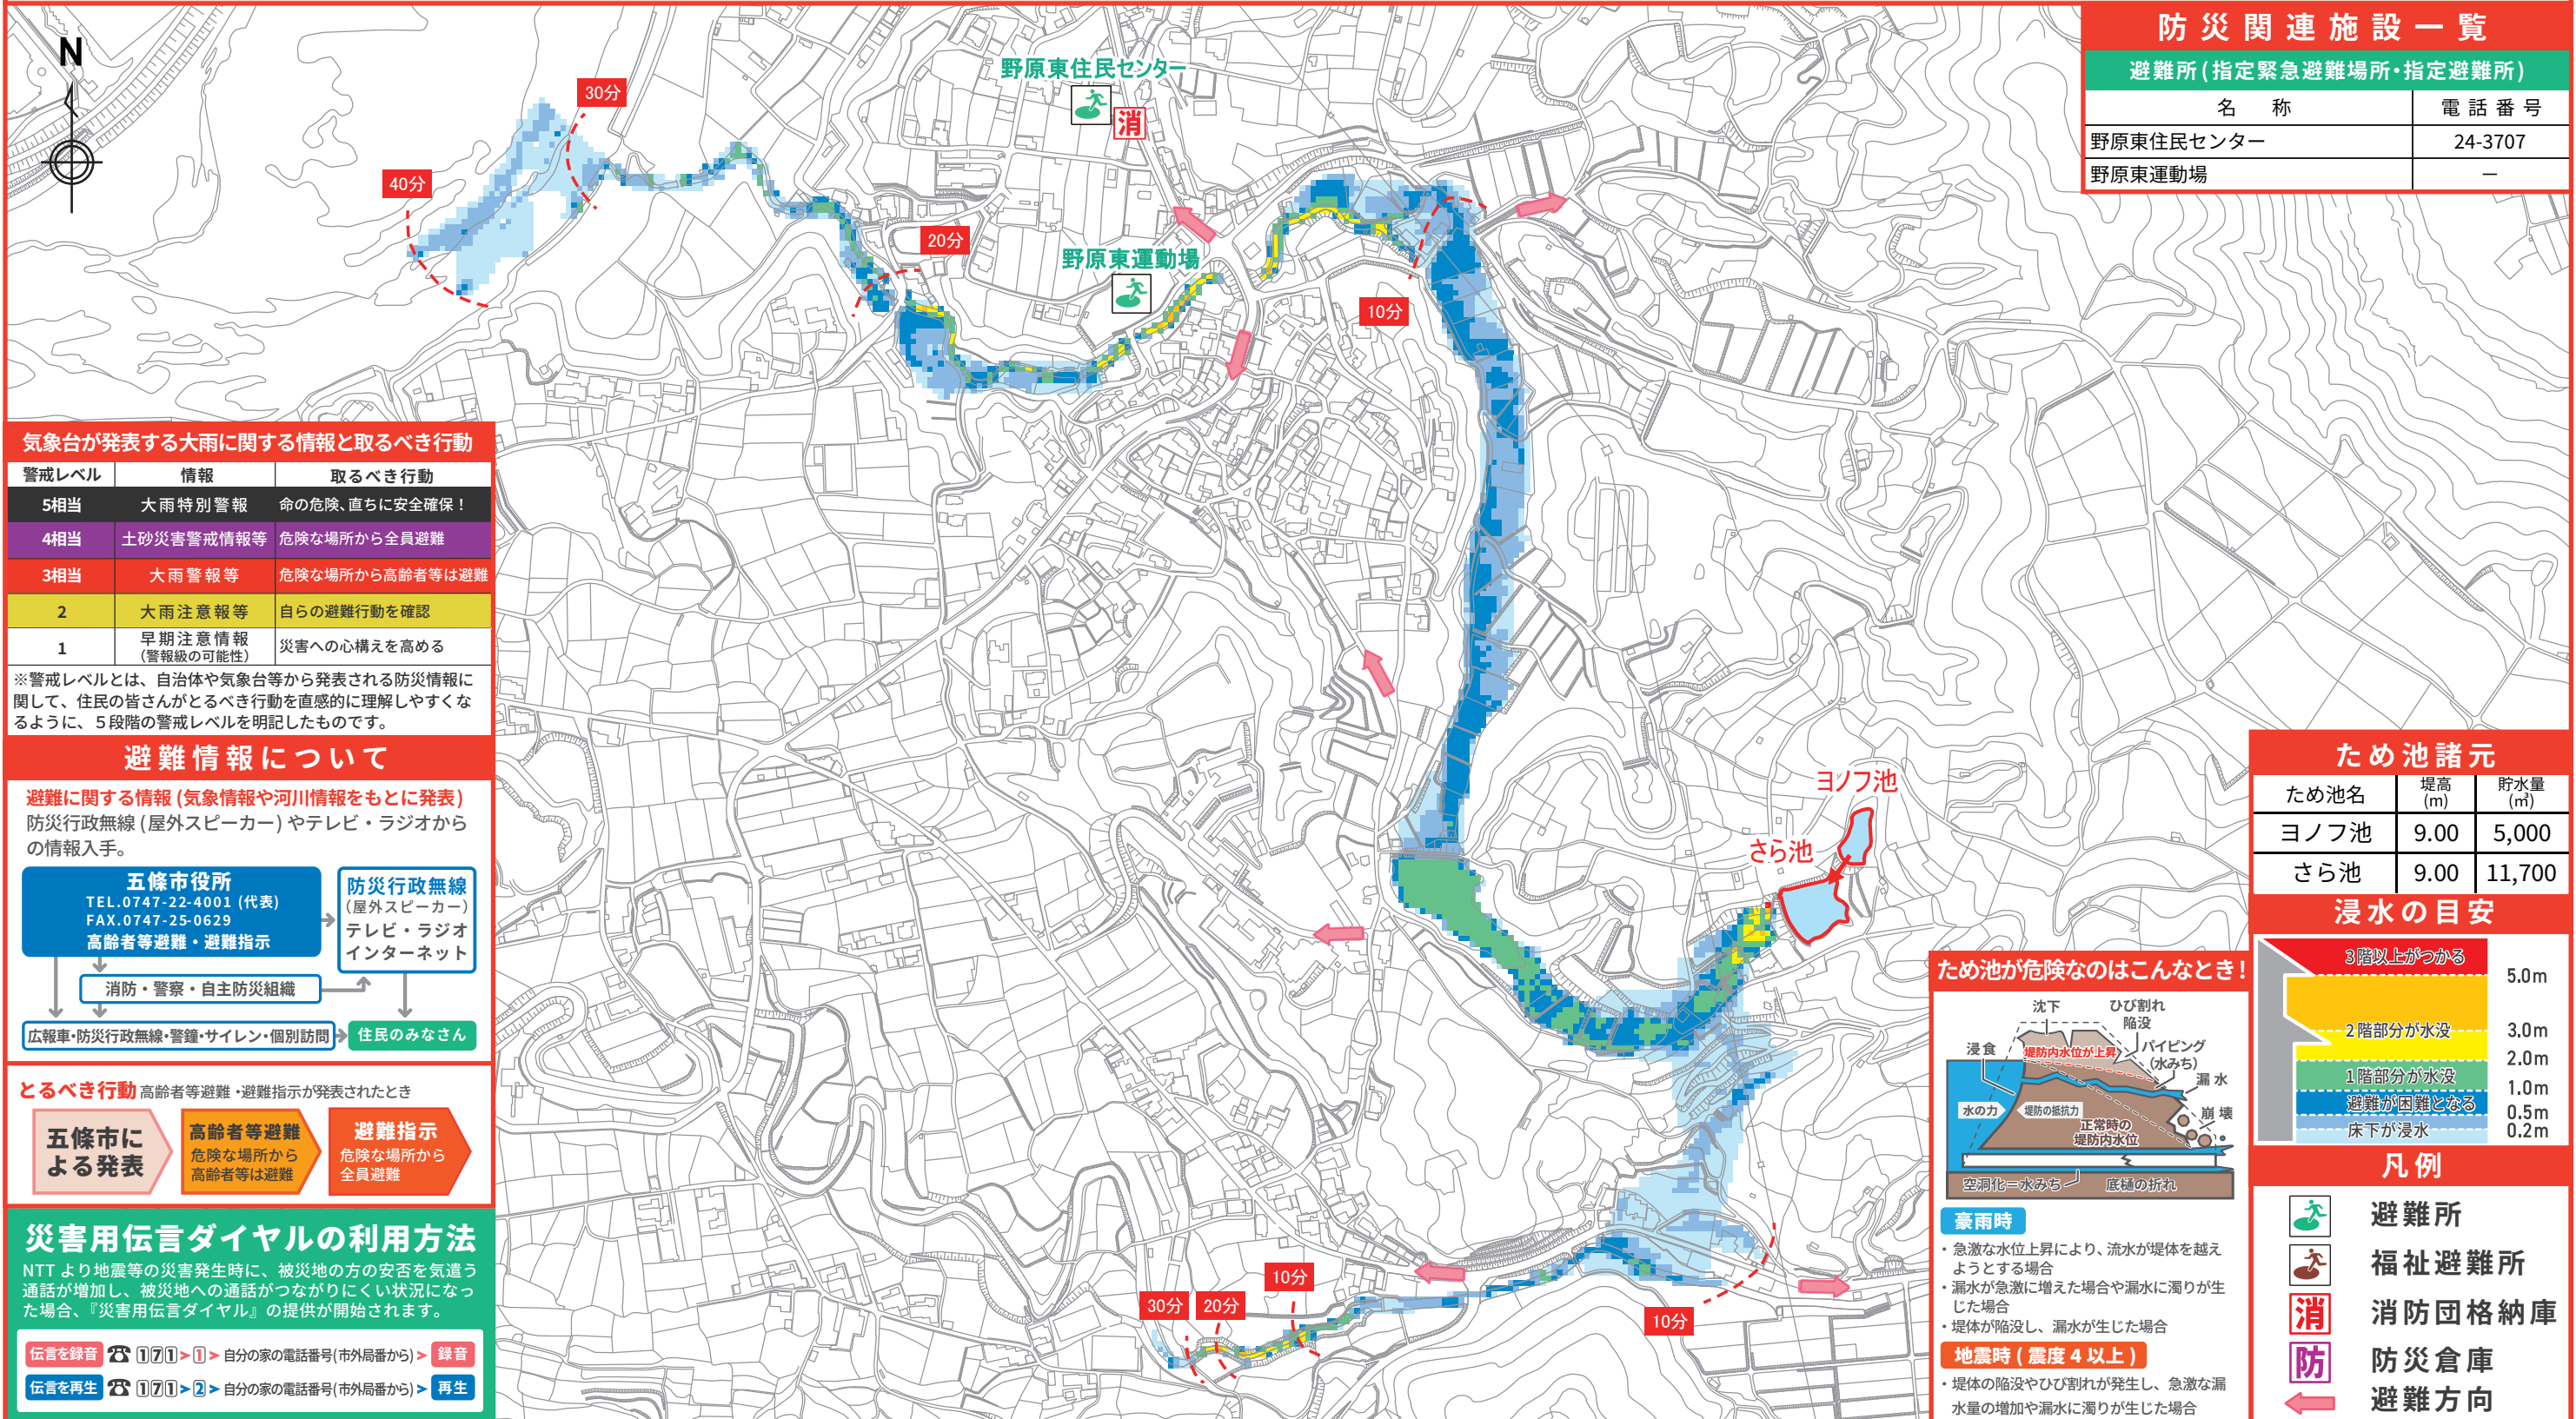 N
30分
40分
20分
10分
野原東住民センター
消
野原東運動場
防災関連施設一覧
避難所(指定緊急避難場所・指定避難所)
名 称 電話番号
野原東住民センター 24-3707
野原東運動場 ー
気象台が発表する大雨に関する情報と取るべき行動
警戒レベル 情報 取るべき行動
5相当 大雨特別警報 命の危険、直ちに安全確保！
4相当 土砂災害警戒情報等 危険な場所から全員避難
3相当 大雨警報等 危険な場所から高齢者等は避難
2 大雨注意報等 自らの避難行動を確認
1 早期注意情報 災害への心構えを高める
(警報級の可能性)
※警戒レベルとは、自治体や気象台等から発表される防災情報に
関して、住民の皆さんがとるべき行動を直感的に理解しやすくな
るように、５段階の警戒レベルを明記したものです。
避難情報について
避難に関する情報(気象情報や河川情報をもとに発表)
防災行政無線(屋外スピーカー)やテレビ・ラジオから
の情報入手。
五條市役所
TEL.0747-22-4001(代表)
FAX.0747-25-0629
高齢者等避難・避難指示
防災行政無線
(屋外スピーカー)
テレビ・ラジオ
インターネット
消防・警察・自主防災組織
広報車・防災行政無線・警鐘・サイレン・個別訪問
住民のみなさん
とるべき行動 高齢者等避難・避難指示が発表されたとき
五條市に
よる発表
高齢者等避難
危険な場所から
高齢者等は避難
避難指示
危険な場所から
全員避難
災害用伝言ダイヤルの利用方法
NTTより地震等の災害発生時に、被災地の方の安否を気遣う
通話が増加し、被災地への通話がつながりにくい状況になっ
た場合、『災害用伝言ダイヤル』の提供が開始されます。
伝言を録音 ☎ 171>1> 自分の家の電話番号(市外局番から)> 録音
伝言を再生 ☎ 171>2> 自分の家の電話番号(市外局番から)> 再生
ヨノフ池
さら池
30分
20分
10分
10分
ため池諸元
ため池名 堤高(m) 貯水量(㎥)
ヨノフ池 9.00 5,000
さら池 9.00 11,700
浸水の目安
3階以上がつかる
5.0m
2階部分が水没
3.0m
2.0m
1階部分が水没
1.0m
避難が困難となる
0.5m
床下が浸水
0.2m
凡例
避難所
福祉避難所
消 消防団格納庫
防 防災倉庫
避難方向
ため池が危険なのはこんなとき！
沈下
ひび割れ
陥没
浸食
堤防内水位が上昇
パイピング
(水みち)
漏水
水の力
堤防の抵抗力
崩壊
正常時の
堤防内水位
空洞化＝水みち
底樋の折れ
豪雨時
・急激な水位上昇により、流水が堤体を越え
ようとする場合
・漏水が急激に増えた場合や漏水に濁りが生
じた場合
・堤体が陥没し、漏水が生じた場合
地震時(震度4以上)
・堤体の陥没やひび割れが発生し、急激な漏
水量の増加や漏水に濁りが生じた場合